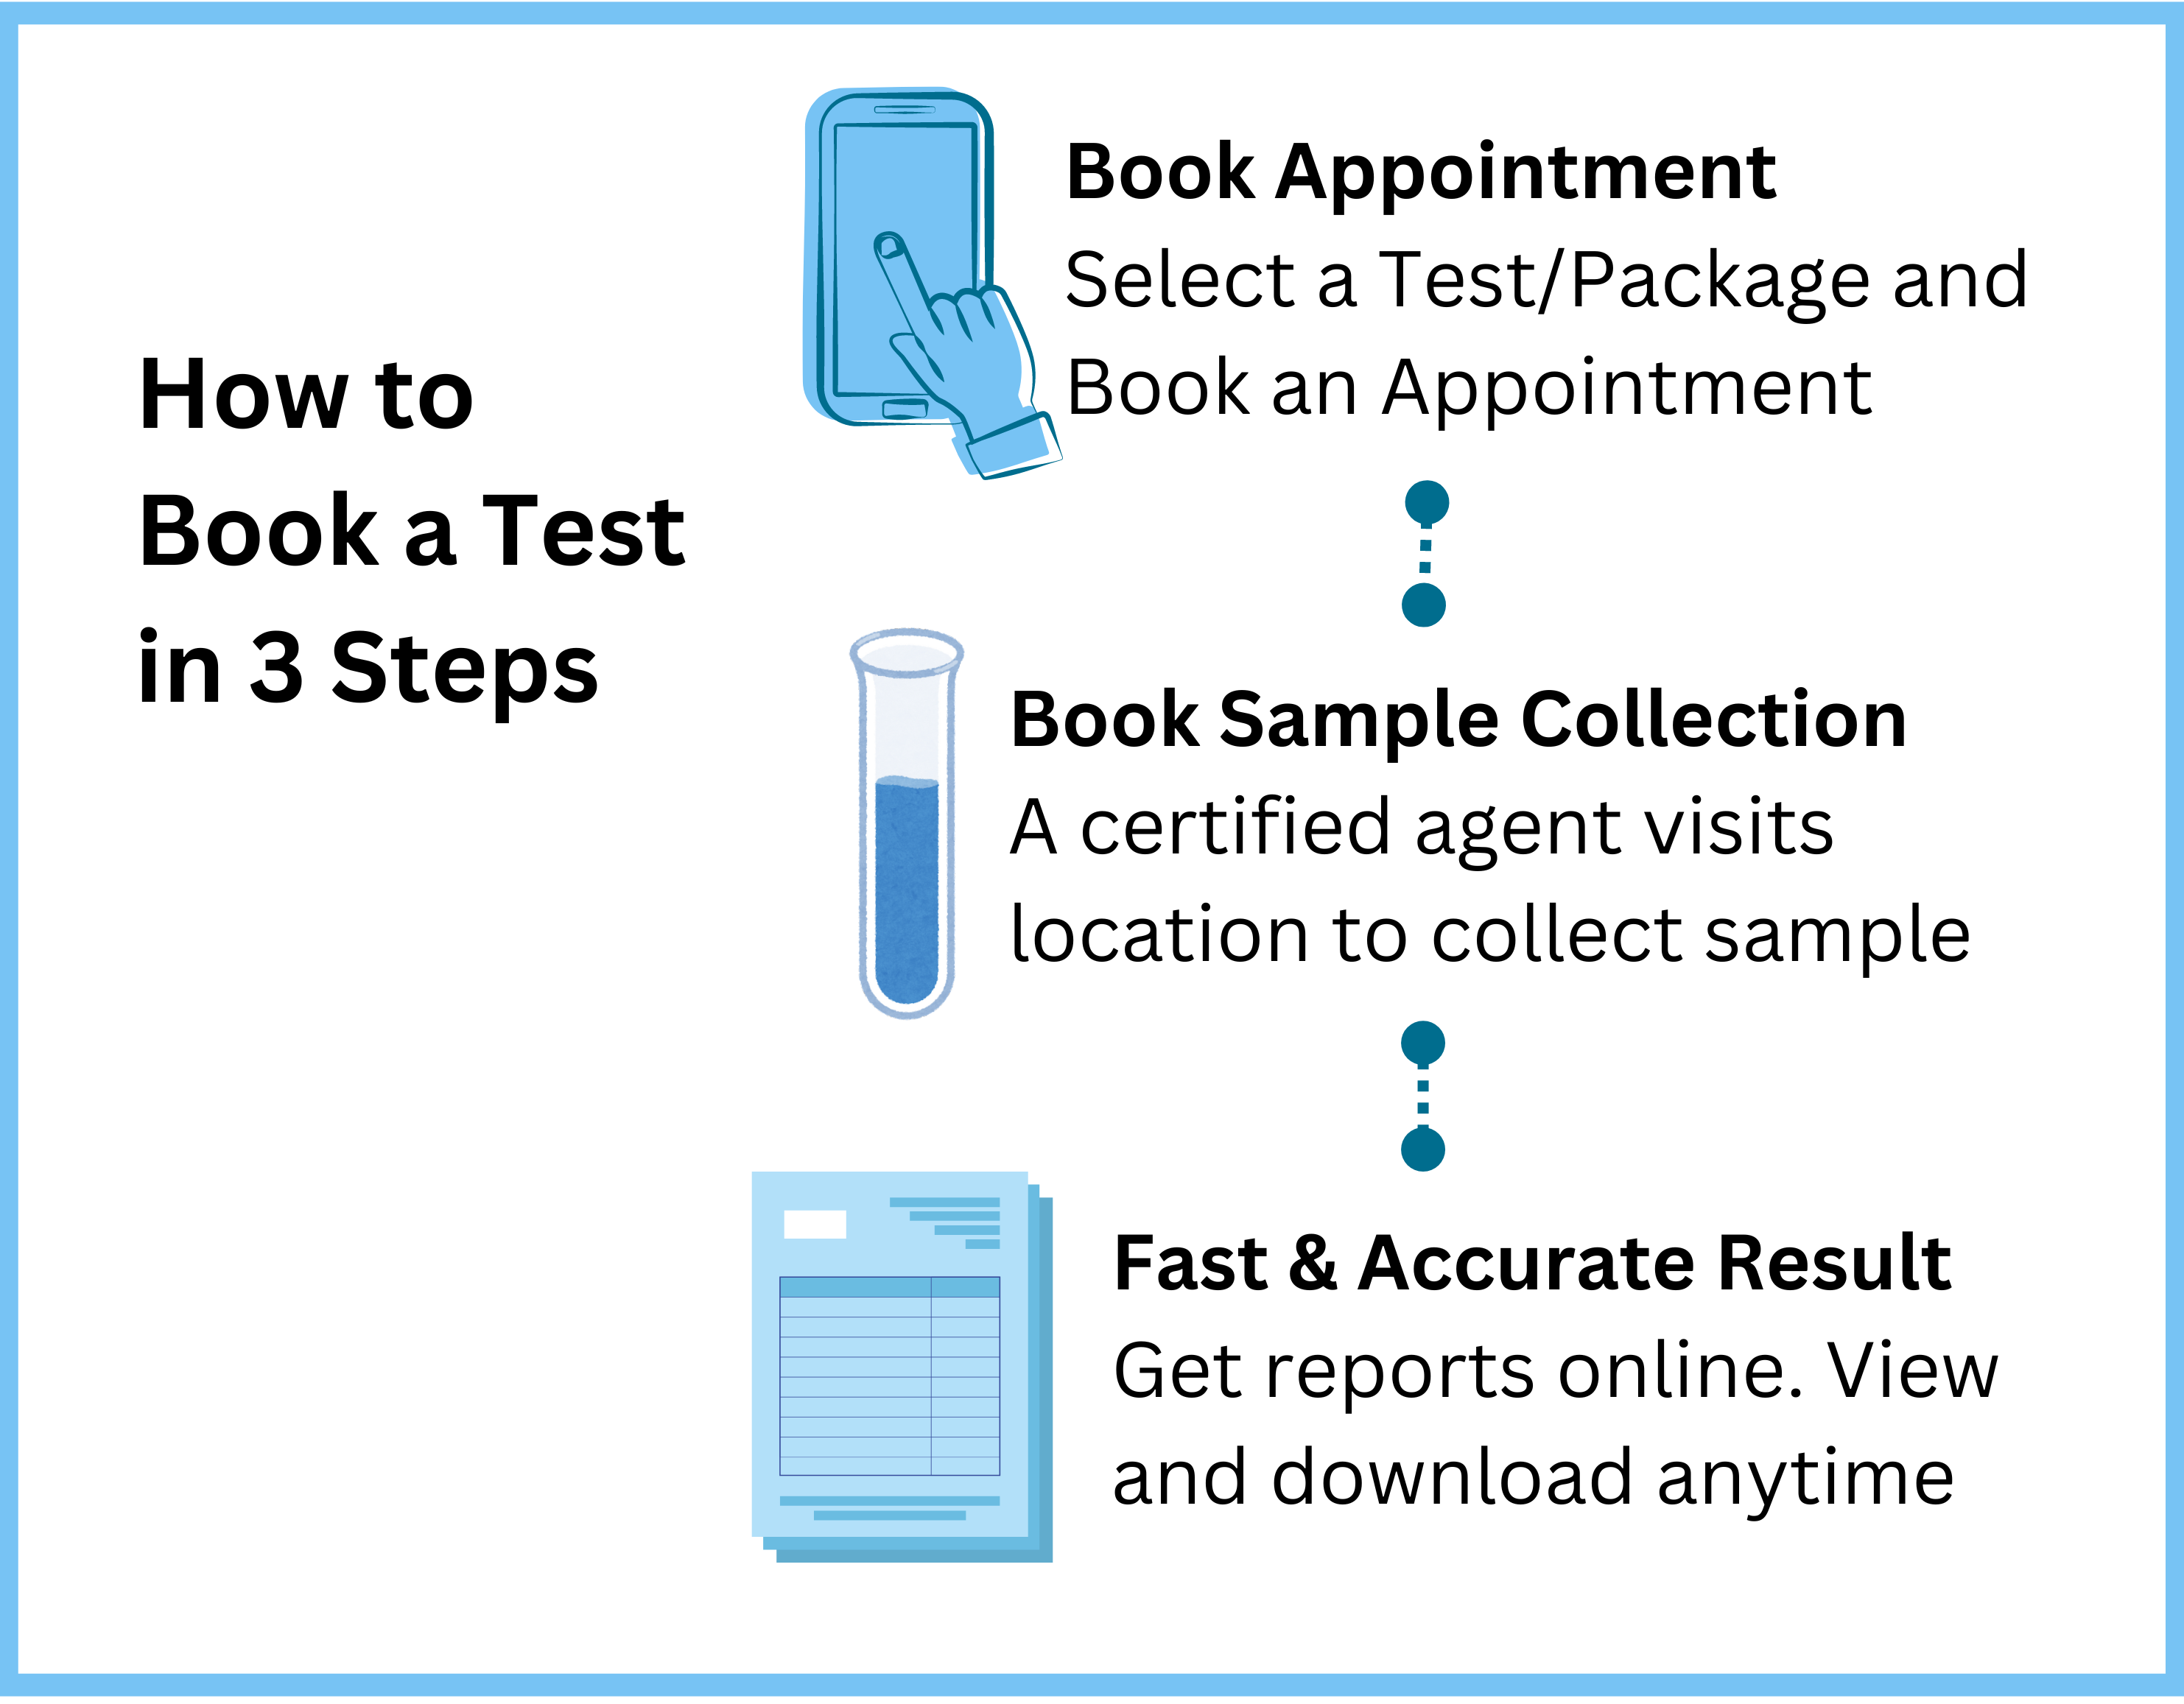 How to
Book a Test
in 3 Steps
Book Appointment
Select a Test/Package and
Book an Appointment
Book Sample Collection
A certified agent visits
location to collect sample
Fast & Accurate Result
Get reports online. View
and download anytime